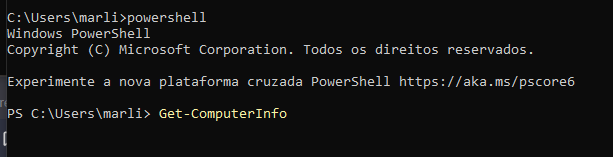 C:\Users\marli>powershell
Windows PowerShell
Copyright (C) Microsoft Corporation. Todos os direitos reservados.
Experimente a nova plataforma cruzada PowerShell https://aka.ms/pscore6
PS C:\Users\marli> Get-ComputerInfo